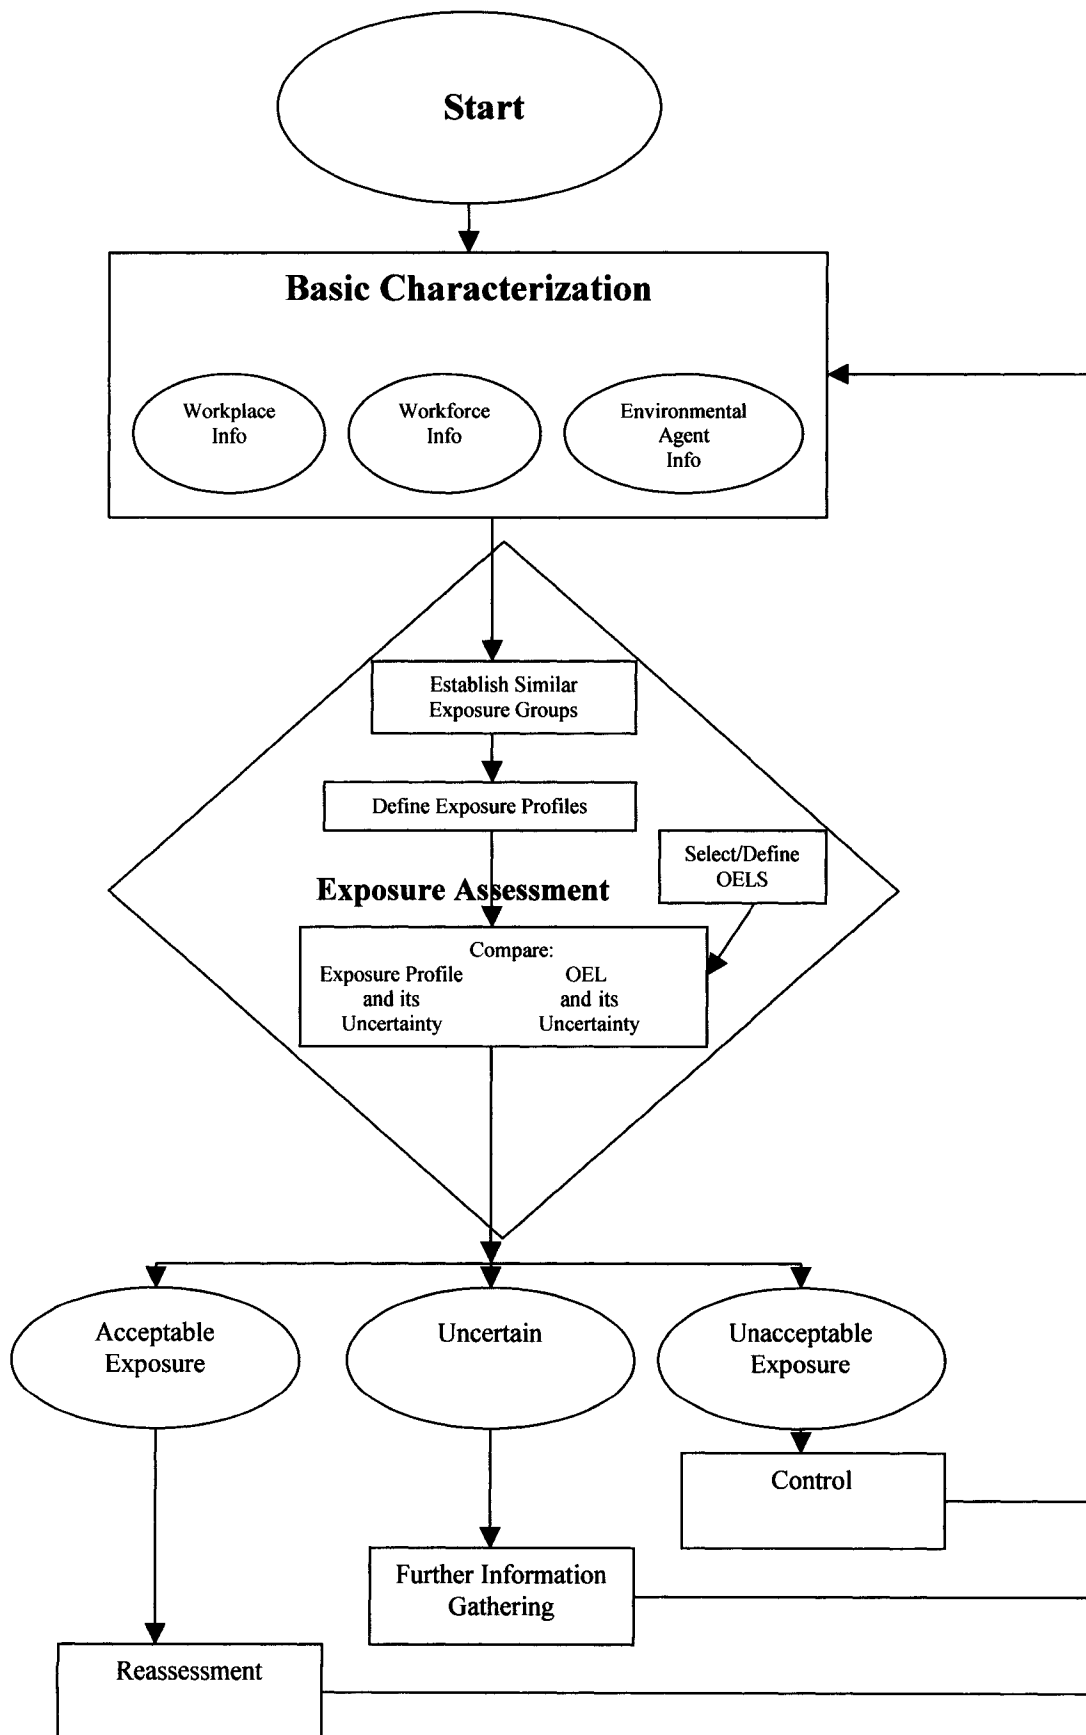 Start
Basic Characterization
Workplace
Info
Workforce
Info
Environmental
Agent
Info
Establish Similar
Exposure Groups
Define Exposure Profiles
Select/Define
OELS
Exposure Assessment
Compare:
Exposure Profile
and its
Uncertainty
OEL
and its
Uncertainty
Acceptable
Exposure
Uncertain
Unacceptable
Exposure
Control
Further Information
Gathering
Reassessment